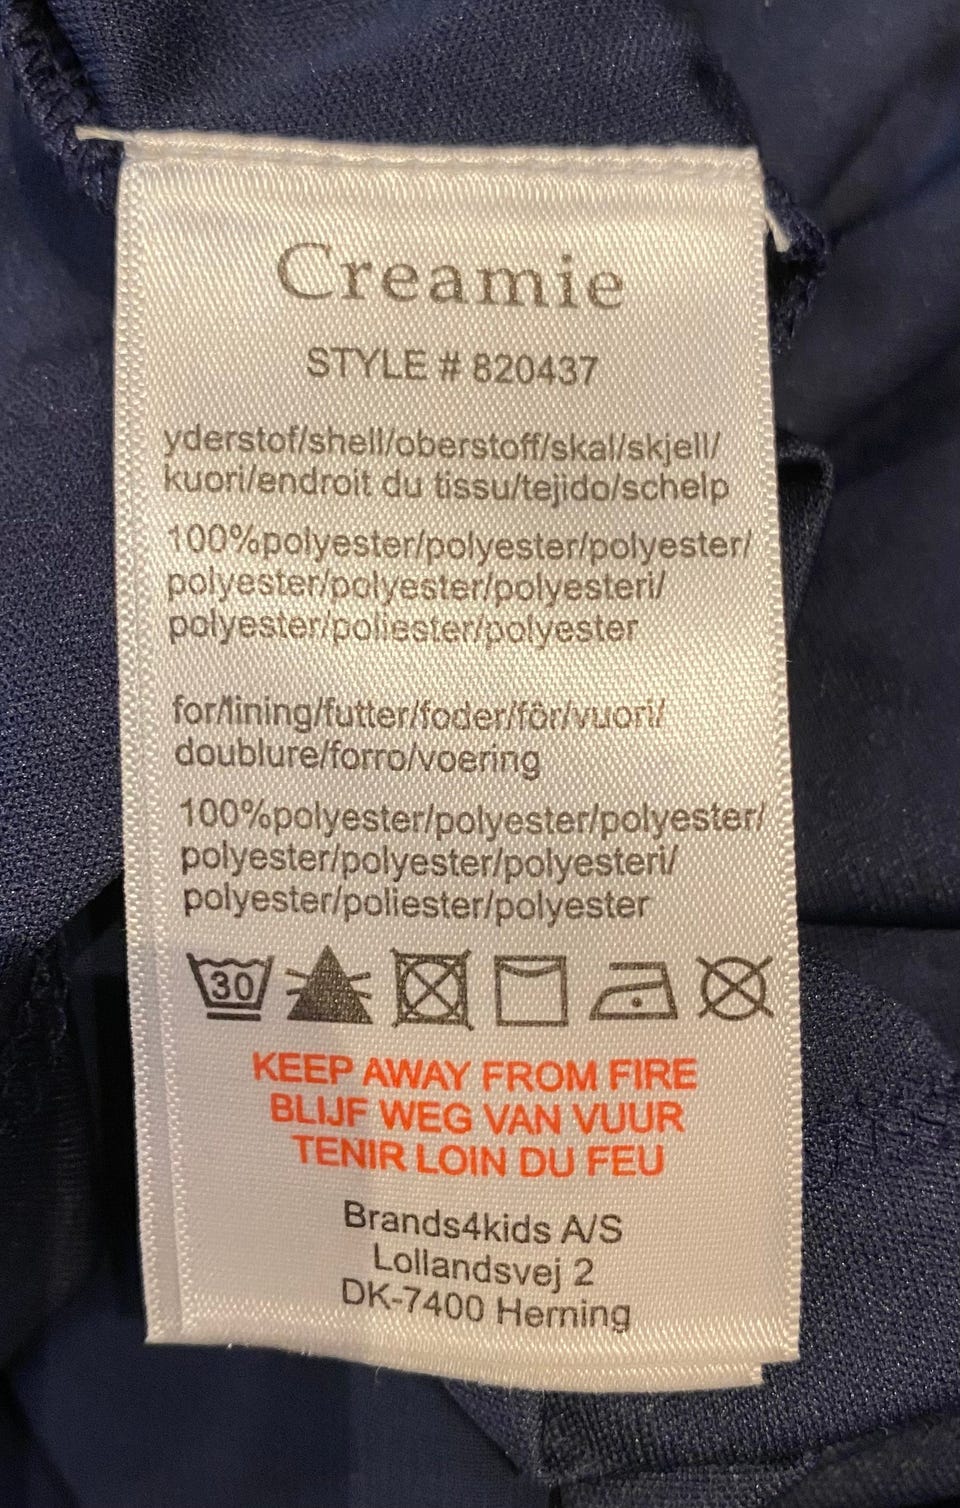 Creamie
STYLE # 820437
yderstof/shell/oberstoff/skal/skjell/
kuori/endroit du tissu/tejido/schelp
100%polyester/polyester/polyester/
polyester/polyester/polyesteri/
polyester/poliester/polyester
for/lining/futter/foder/fôr/vuori/
doublure/forro/voering
100%polyester/polyester/polyester/
polyester/polyester/polyesteri/
polyester/poliester/polyester
30
KEEP AWAY FROM FIRE
BLIJF WEG VAN VUUR
TENIR LOIN DU FEU
Brands4kids A/S
Lollandsvej 2
DK-7400 Herning